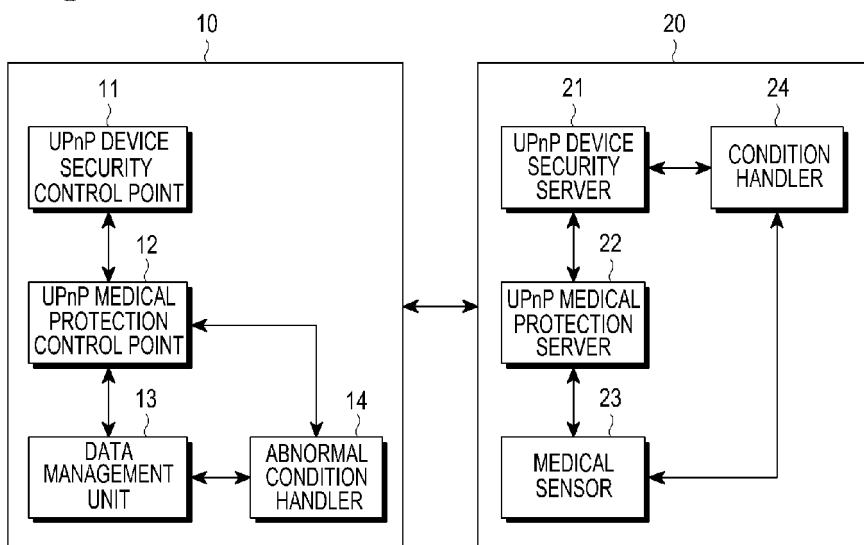 10
20
11
UPnP DEVICE
SECURITY
CONTROL POINT
12
UPnP MEDICAL
PROTECTION
CONTROL POINT
13
DATA
MANAGEMENT
UNIT
14
ABNORMAL
CONDITION
HANDLER
21
UPnP DEVICE
SECURITY
SERVER
24
CONDITION
HANDLER
22
UPnP MEDICAL
PROTECTION
SERVER
23
MEDICAL
SENSOR